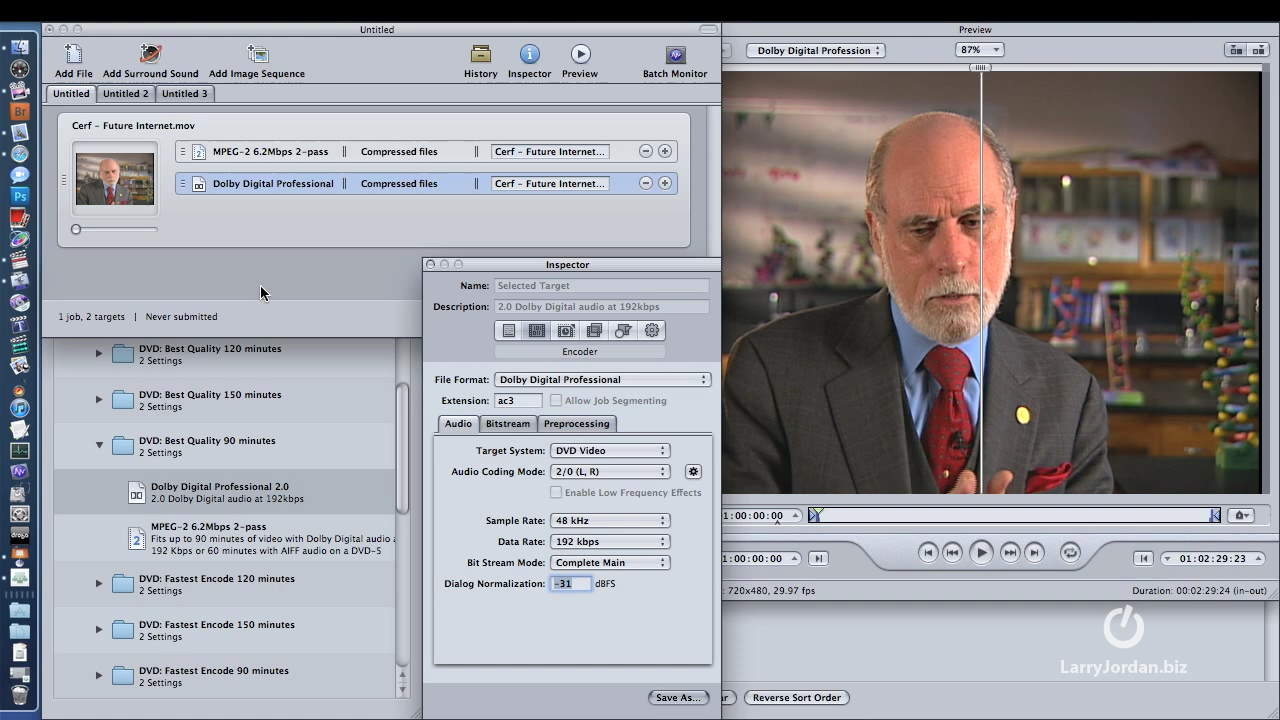 Untitled
Preview
Add File
Add Surround Sound
Add Image Sequence
History
Inspector
Preview
Batch Monitor
Dolby Digital Profession
87%
Untitled
Untitled 2
Untitled 3
Cerf - Future Internet.mov
MPEG-2 6.2Mbps 2-pass
Compressed files
Cerf - Future Internet...
Dolby Digital Professional
Compressed files
Cerf - Future Internet...
1 job, 2 targets | Never submitted
DVD: Best Quality 120 minutes
2 Settings
DVD: Best Quality 150 minutes
2 Settings
DVD: Best Quality 90 minutes
2 Settings
Dolby Digital Professional 2.0
2.0 Dolby Digital audio at 192kbps
MPEG-2 6.2Mbps 2-pass
Fits up to 90 minutes of video with Dolby Digital audio
192 Kbps or 60 minutes with AIFF audio on a DVD-5
DVD: Fastest Encode 120 minutes
2 Settings
DVD: Fastest Encode 150 minutes
2 Settings
DVD: Fastest Encode 90 minutes
2 Settings
Inspector
Name: Selected Target
Description: 2.0 Dolby Digital audio at 192kbps
Encoder
File Format: Dolby Digital Professional
Extension: ac3
Allow Job Segmenting
Audio
Bitstream
Preprocessing
Target System: DVD Video
Audio Coding Mode: 2/0 (L, R)
Enable Low Frequency Effects
Sample Rate: 48 kHz
Data Rate: 192 kbps
Bit Stream Mode: Complete Main
Dialog Normalization: -31 dBFS
Save As...
1:00:00:00
1:00:00:00
01:02:29:23
720x480, 29.97 fps
Duration: 00:02:29:24 (in-out)
LarryJordan.biz
Reverse Sort Order
Br
Ps